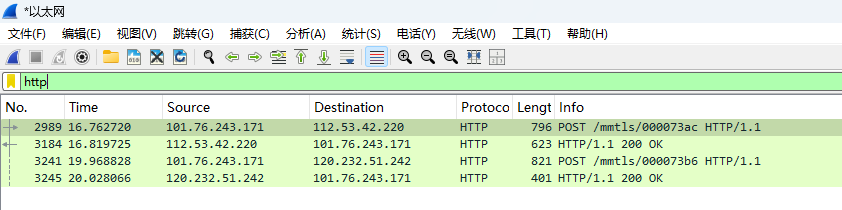 *以太网
文件(F) 编辑(E) 视图(V) 跳转(G) 捕获(C) 分析(A) 统计(S) 电话(Y) 无线(W) 工具(T) 帮助(H)
http
No. Time Source Destination Protoco Lengt Info
2989 16.762720 101.76.243.171 112.53.42.220 HTTP 796 POST /mmtls/000073ac HTTP/1.1
3184 16.819725 112.53.42.220 101.76.243.171 HTTP 623 HTTP/1.1 200 OK
3241 19.968828 101.76.243.171 120.232.51.242 HTTP 821 POST /mmtls/000073b6 HTTP/1.1
3245 20.028066 120.232.51.242 101.76.243.171 HTTP 401 HTTP/1.1 200 OK